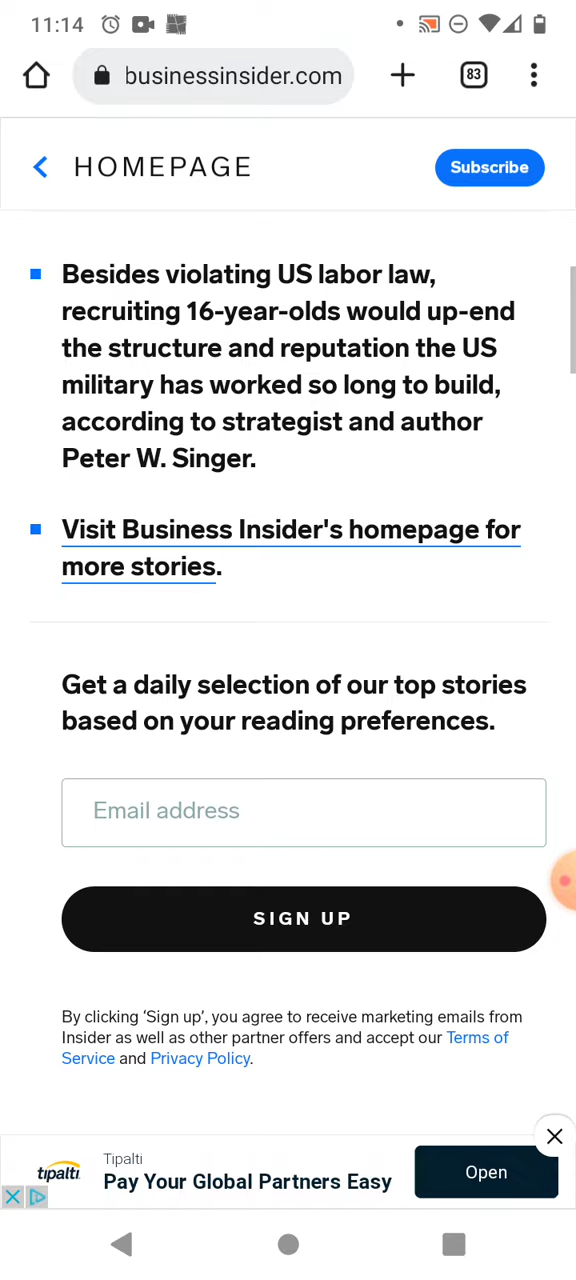 11:14
businessinsider.com
83
HOMEPAGE
Subscribe
Besides violating US labor law,
recruiting 16-year-olds would up-end
the structure and reputation the US
military has worked so long to build,
according to strategist and author
Peter W. Singer.
Visit Business Insider's homepage for
more stories.
Get a daily selection of our top stories
based on your reading preferences.
Email address
SIGN UP
By clicking ‘Sign up’, you agree to receive marketing emails from
Insider as well as other partner offers and accept our Terms of
Service and Privacy Policy.
tipalti
Tipalti
Pay Your Global Partners Easy
Open